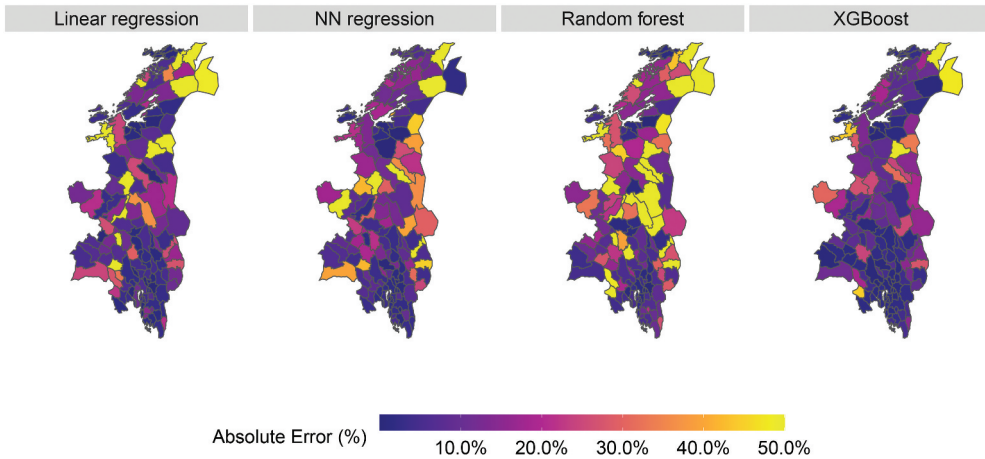 Linear regression
NN regression
Random forest
XGBoost
Absolute Error (%)
10.0% 20.0% 30.0% 40.0% 50.0%